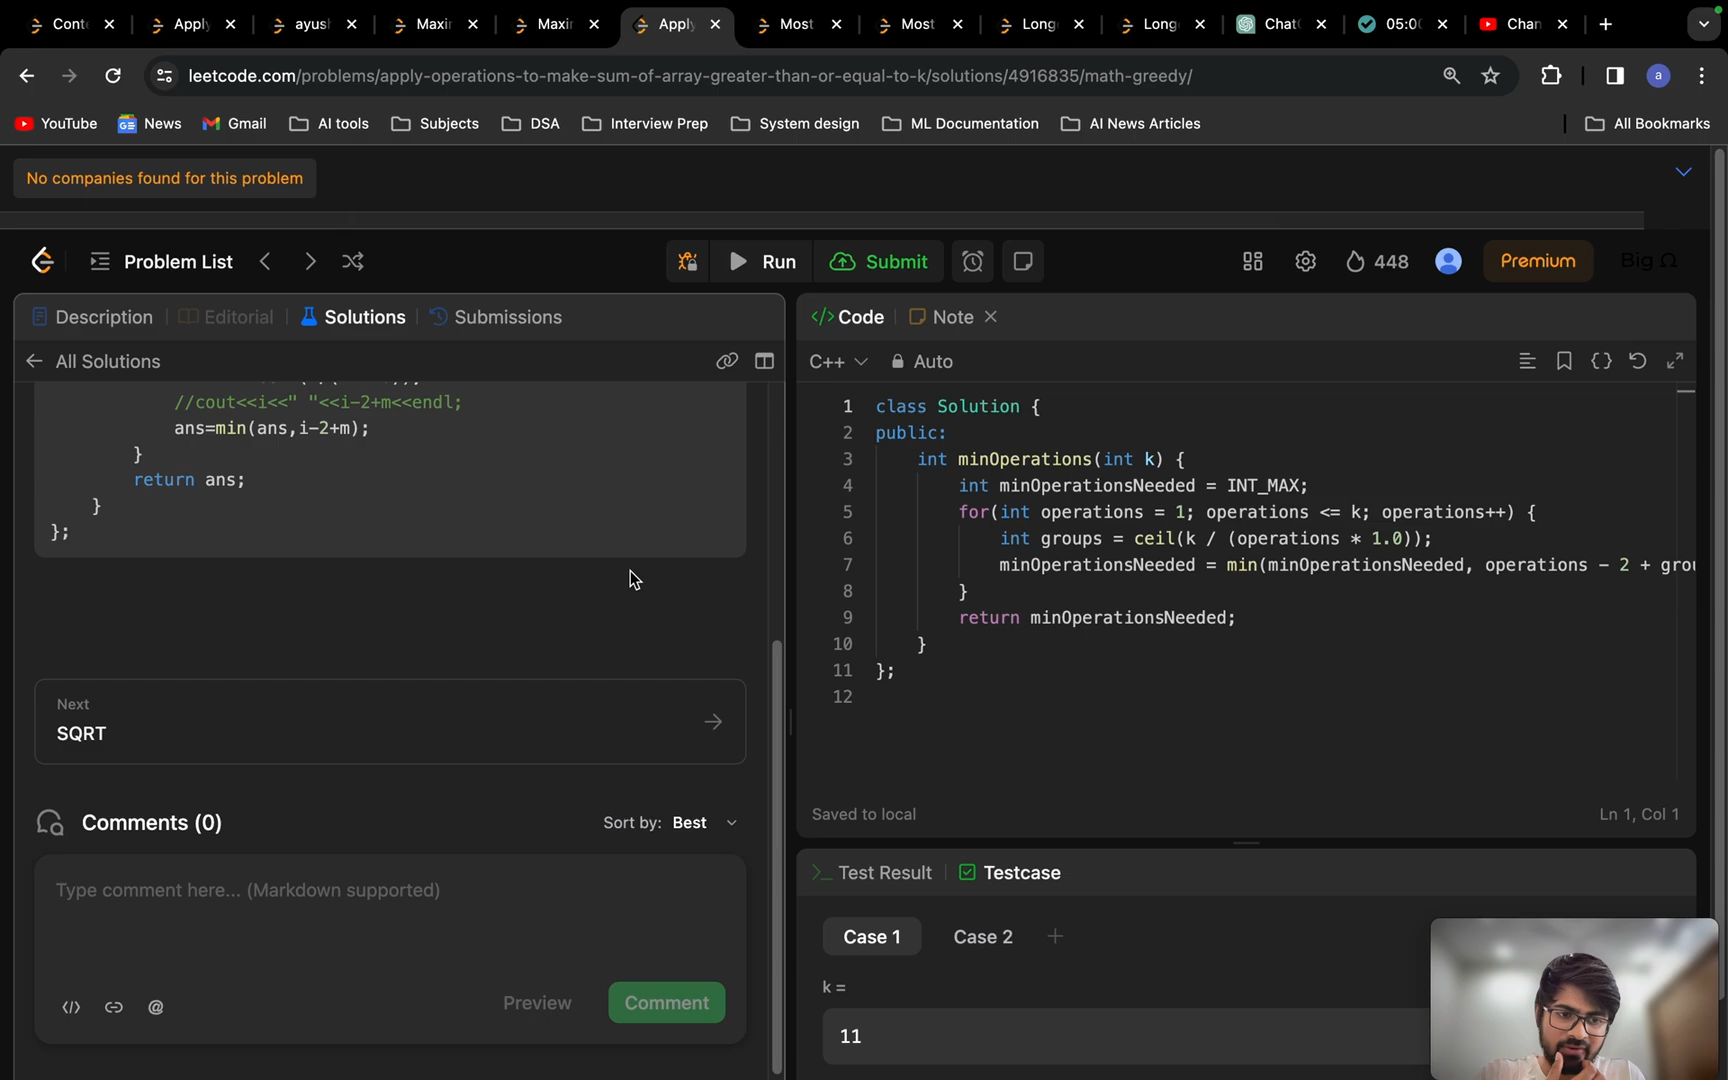 Cont
Apply
ayus
Maxi
Maxi
Apply
Most
Most
Long
Long
Chat
05:0
Chan
leetcode.com/problems/apply-operations-to-make-sum-of-array-greater-than-or-equal-to-k/solutions/4916835/math-greedy/
a
YouTube
News
Gmail
AI tools
Subjects
DSA
Interview Prep
System design
ML Documentation
AI News Articles
All Bookmarks
No companies found for this problem
Problem List
Run
Submit
448
Premium
Big Ω
Description
Editorial
Solutions
Submissions
All Solutions
//cout<<i<<" "<<i-2+m<<endl;
ans=min(ans,i-2+m);
}
return ans;
}
};
Next
SQRT
Comments (0)
Sort by: Best
Type comment here... (Markdown supported)
Preview
Comment
Code
Note
C++
Auto
1 class Solution {
2 public:
3 int minOperations(int k) {
4 int minOperationsNeeded = INT_MAX;
5 for(int operations = 1; operations <= k; operations++) {
6 int groups = ceil(k / (operations * 1.0));
7 minOperationsNeeded = min(minOperationsNeeded, operations - 2 + grou
8 }
9 return minOperationsNeeded;
10 }
11 };
12
Saved to local
Ln 1, Col 1
Test Result
Testcase
Case 1
Case 2
k =
11